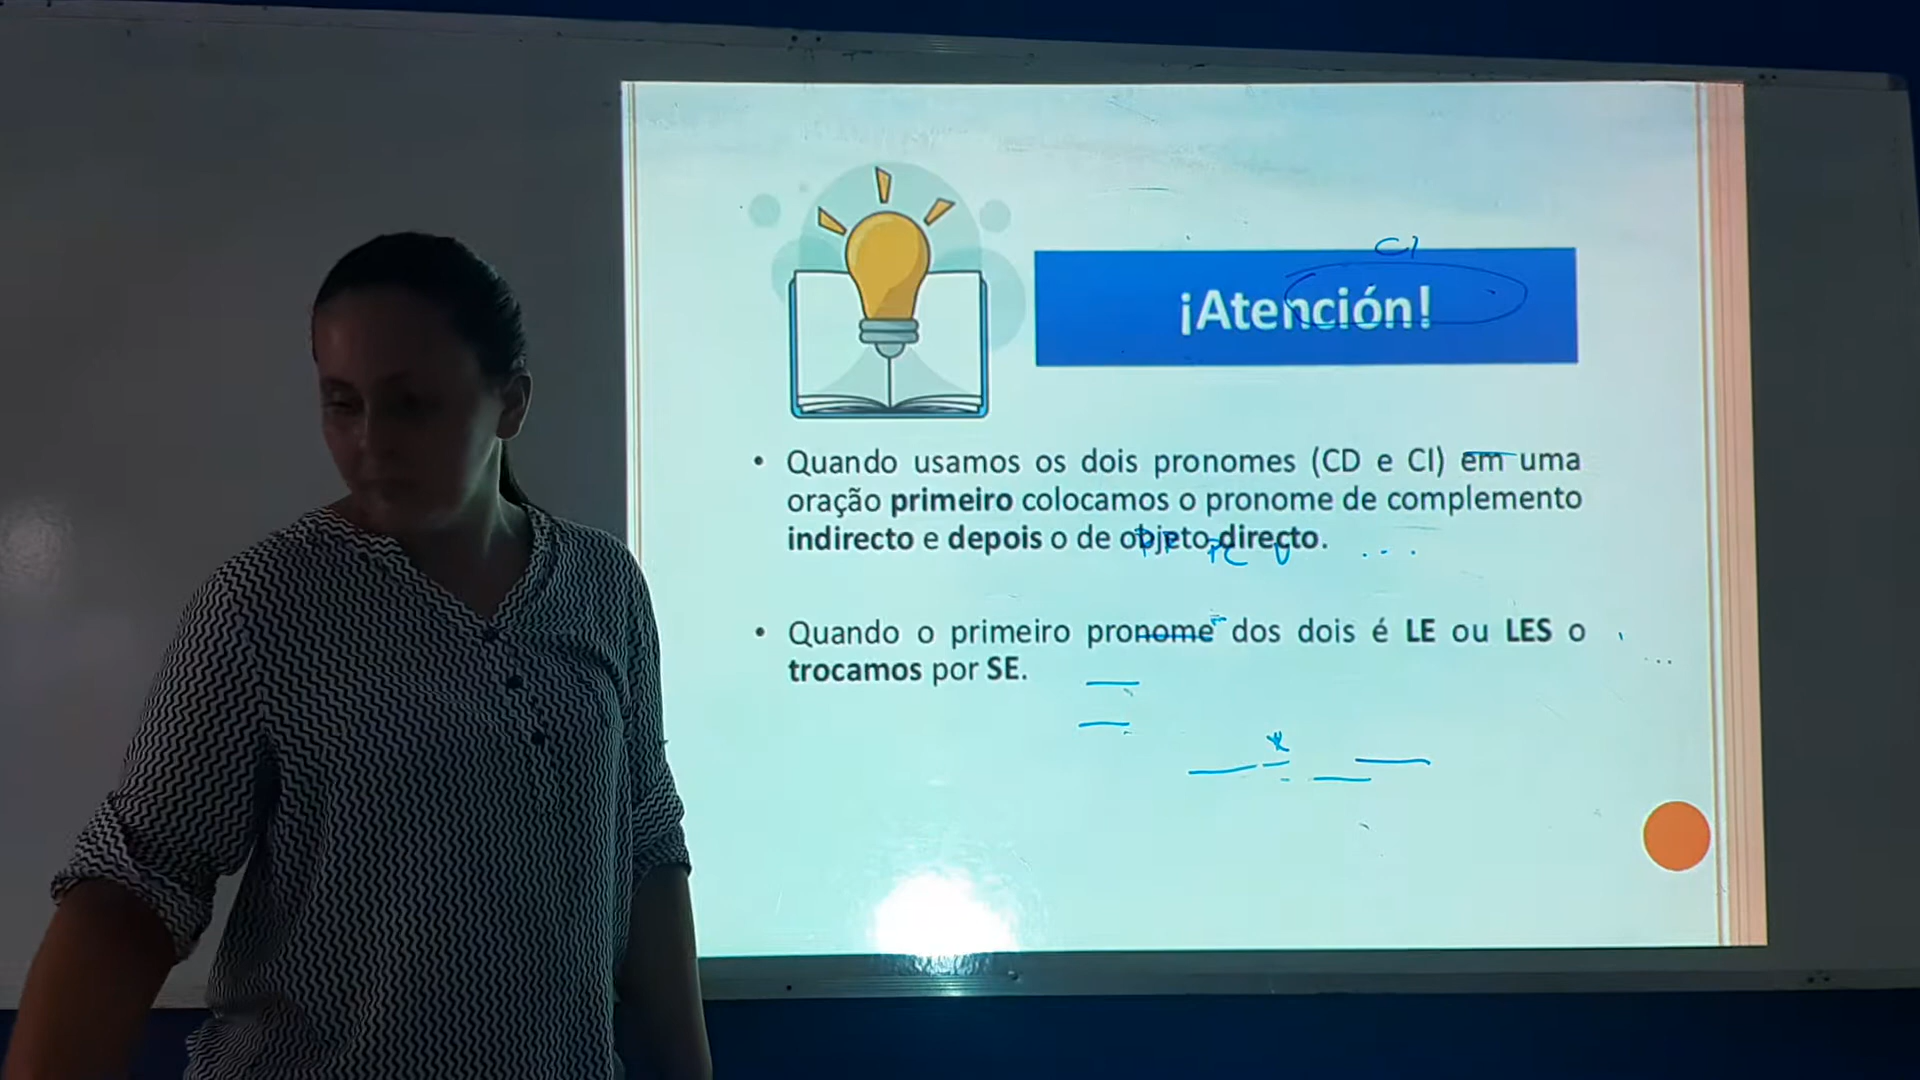 CI
¡Atención!
• Quando usamos os dois pronomes (CD e CI) em uma
oração primeiro colocamos o pronome de complemento
indirecto e depois o de objeto directo.
• Quando o primeiro pronome dos dois é LE ou LES o
trocamos por SE.